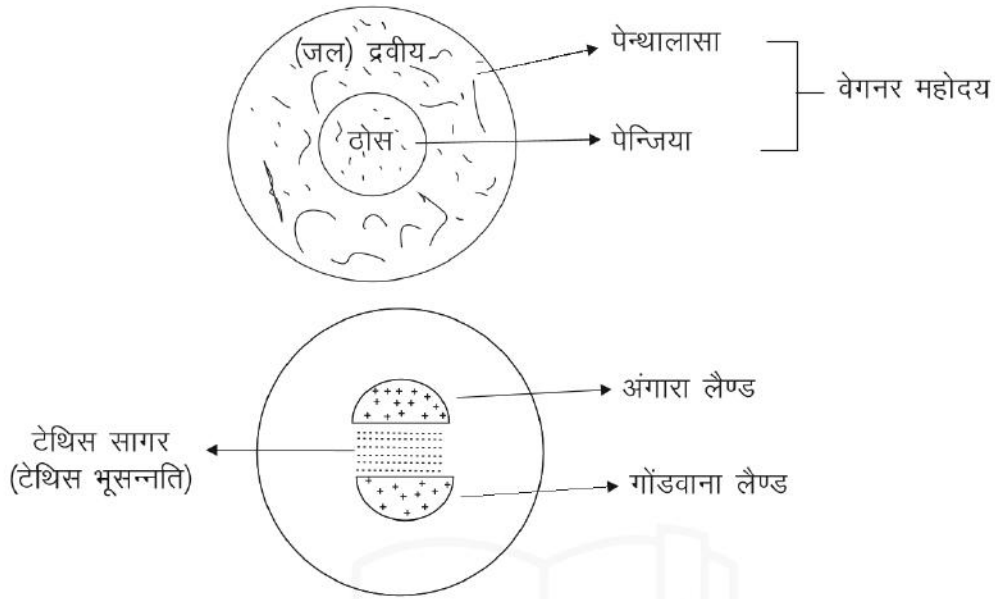 (जल) द्रवीय
ठोस
पेन्थालासा
पेन्जिया
वेगनर महोदय
अंगारा लैण्ड
टेथिस सागर
(टेथिस भूसन्नति)
गोंडवाना लैण्ड